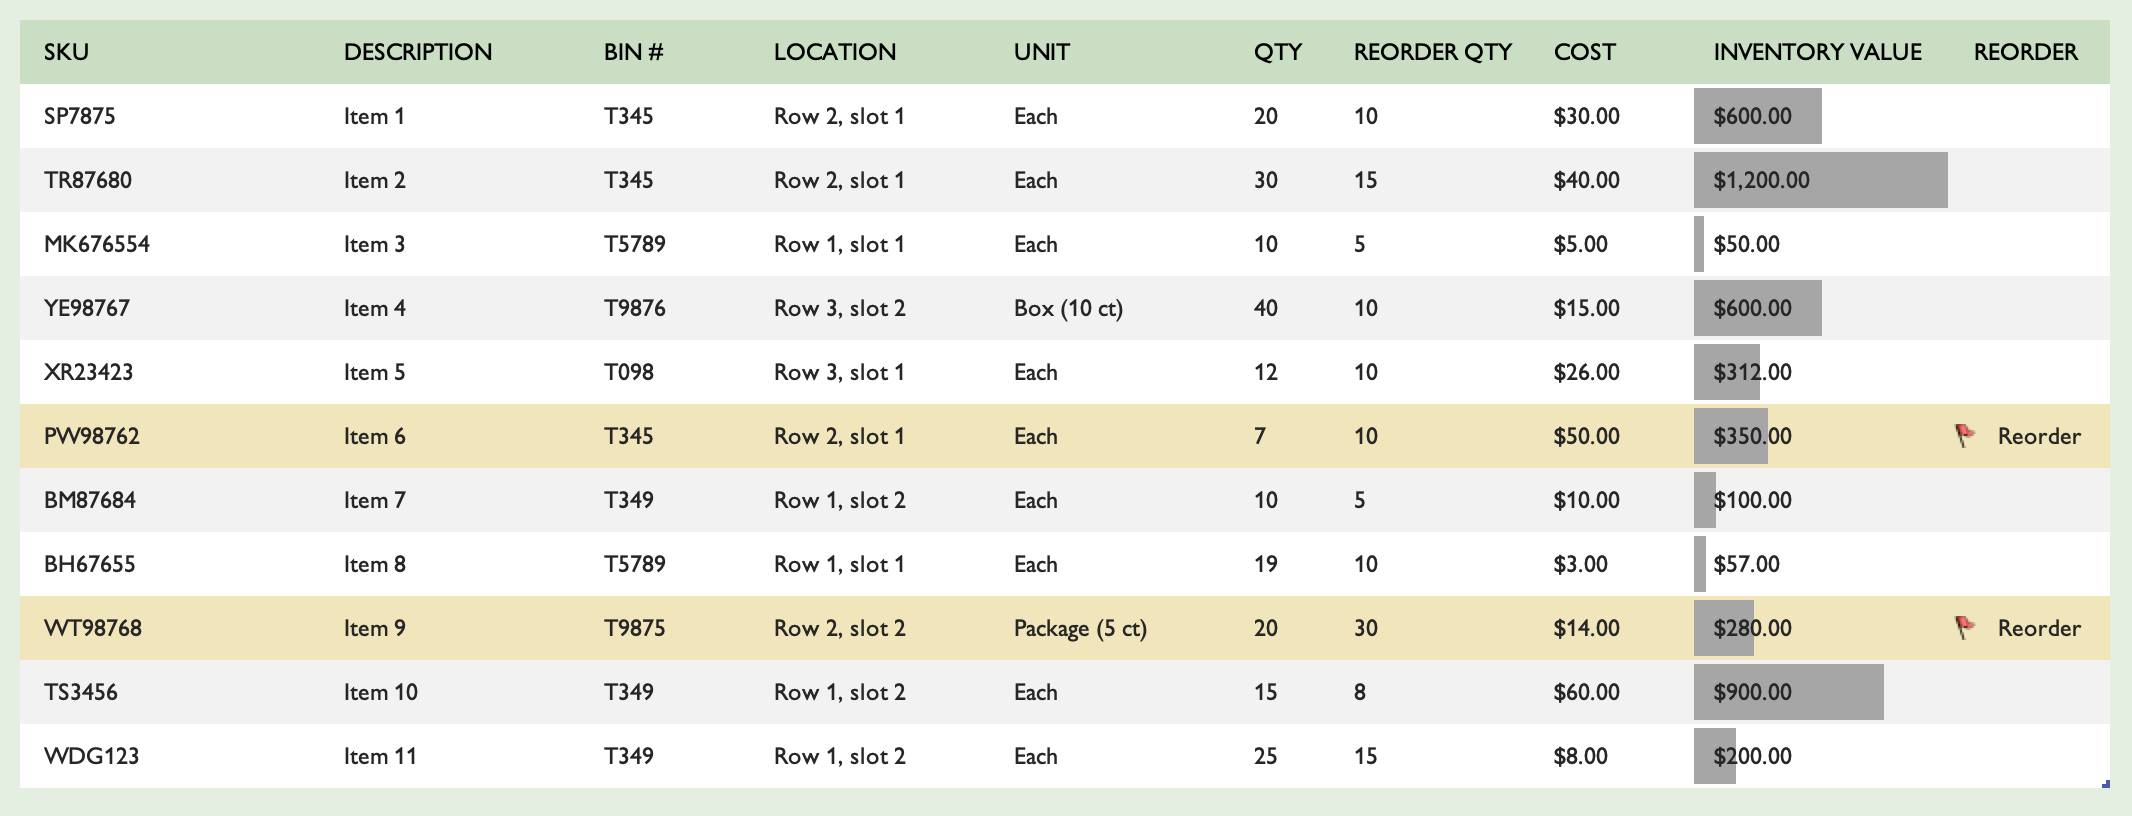 SKU DESCRIPTION BIN # LOCATION UNIT QTY REORDER QTY COST INVENTORY VALUE REORDER
SP7875 Item 1 T345 Row 2, slot 1 Each 20 10 $30.00 $600.00
TR87680 Item 2 T345 Row 2, slot 1 Each 30 15 $40.00 $1,200.00
MK676554 Item 3 T5789 Row 1, slot 1 Each 10 5 $5.00 $50.00
YE98767 Item 4 T9876 Row 3, slot 2 Box (10 ct) 40 10 $15.00 $600.00
XR23423 Item 5 T098 Row 3, slot 1 Each 12 10 $26.00 $312.00
PW98762 Item 6 T345 Row 2, slot 1 Each 7 10 $50.00 $350.00 Reorder
BM87684 Item 7 T349 Row 1, slot 2 Each 10 5 $10.00 $100.00
BH67655 Item 8 T5789 Row 1, slot 1 Each 19 10 $3.00 $57.00
WT98768 Item 9 T9875 Row 2, slot 2 Package (5 ct) 20 30 $14.00 $280.00 Reorder
TS3456 Item 10 T349 Row 1, slot 2 Each 15 8 $60.00 $900.00
WDG123 Item 11 T349 Row 1, slot 2 Each 25 15 $8.00 $200.00